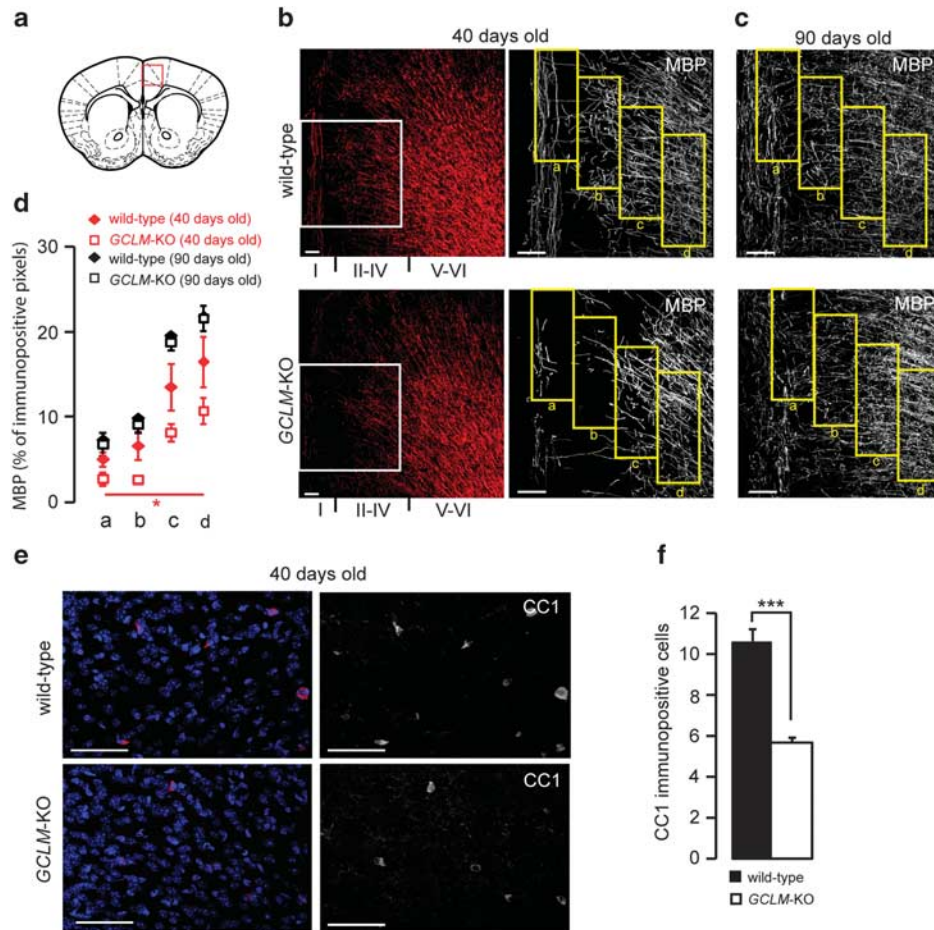 a
b
40 days old
c
90 days old
wild-type
MBP
MBP
a
b
c
d
a
b
c
d
I II-IV V-VI
GCLM-KO
MBP
MBP
a
b
c
d
a
b
c
d
I II-IV V-VI
d
wild-type (40 days old)
GCLM-KO (40 days old)
wild-type (90 days old)
GCLM-KO (90 days old)
MBP (% of immunopositive pixels)
30
20
10
0
*
a b c d
e
40 days old
wild-type
CC1
GCLM-KO
CC1
f
***
CC1 immunopositive cells
12
10
8
6
4
2
0
wild-type
GCLM-KO